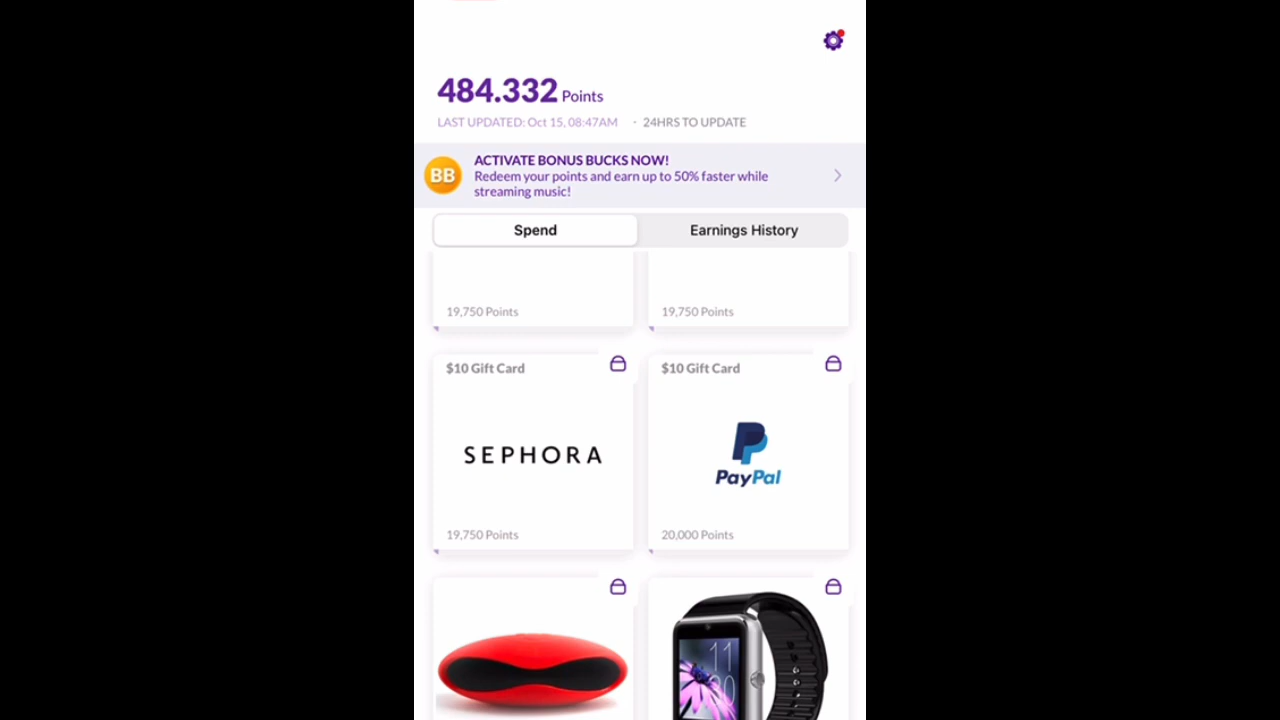 484.332 Points
LAST UPDATED: Oct 15, 08:47AM - 24HRS TO UPDATE
BB
ACTIVATE BONUS BUCKS NOW!
Redeem your points and earn up to 50% faster while
streaming music!
Spend
Earnings History
19,750 Points
19,750 Points
$10 Gift Card
$10 Gift Card
SEPHORA
PayPal
19,750 Points
20,000 Points
11